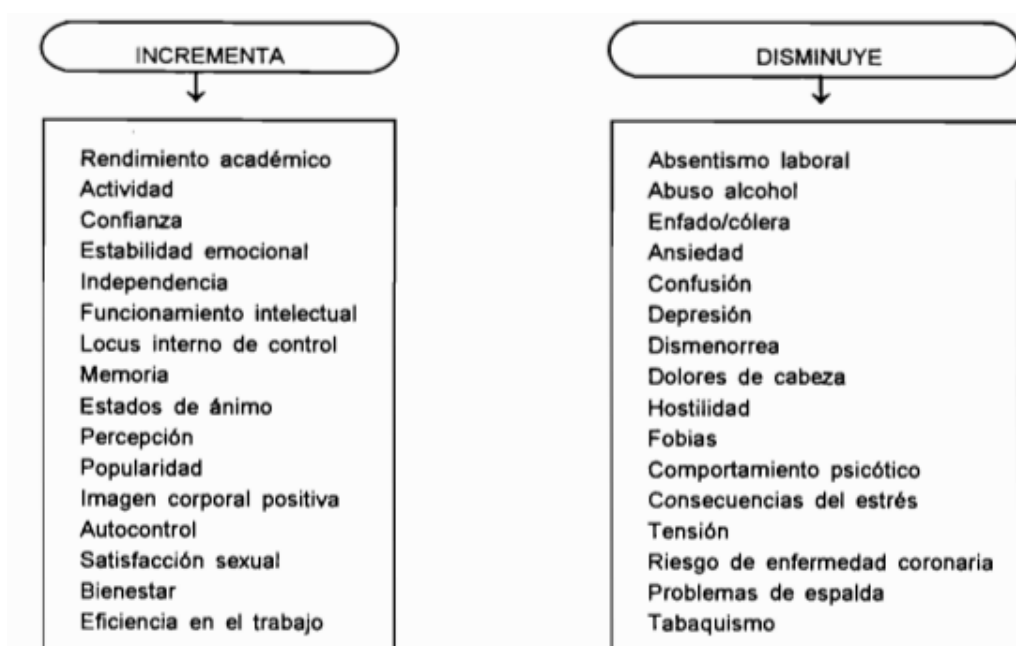 INCREMENTA
Rendimiento académico
Actividad
Confianza
Estabilidad emocional
Independencia
Funcionamiento intelectual
Locus interno de control
Memoria
Estados de ánimo
Percepción
Popularidad
Imagen corporal positiva
Autocontrol
Satisfacción sexual
Bienestar
Eficiencia en el trabajo
DISMINUYE
Absentismo laboral
Abuso alcohol
Enfado/cólera
Ansiedad
Confusión
Depresión
Dismenorrea
Dolores de cabeza
Hostilidad
Fobias
Comportamiento psicótico
Consecuencias del estrés
Tensión
Riesgo de enfermedad coronaria
Problemas de espalda
Tabaquismo